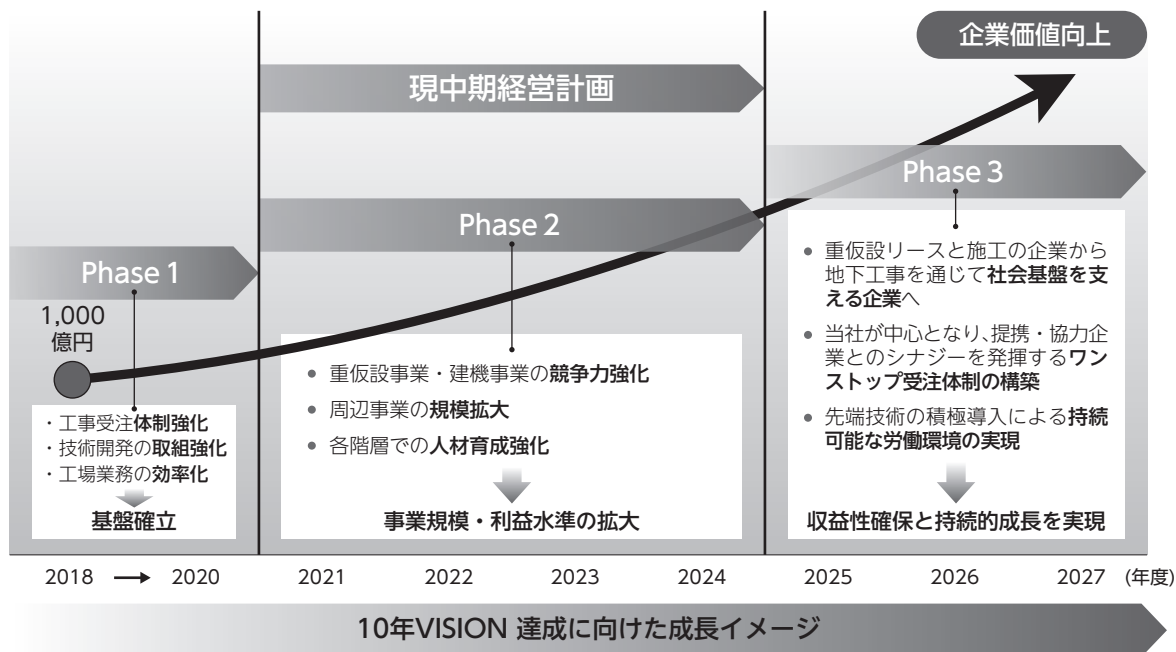 企業価値向上
現中期経営計画
Phase 3
Phase 2
Phase 1
1,000
億円
・工事受注体制強化
・技術開発の取組強化
・工場業務の効率化
基盤確立
• 重仮設事業・建機事業の競争力強化
• 周辺事業の規模拡大
• 各階層での人材育成強化
事業規模・利益水準の拡大
• 重仮設リースと施工の企業から
地下工事を通じて社会基盤を支
える企業へ
• 当社が中心となり、提携・協力企
業とのシナジーを発揮するワン
ストップ受注体制の構築
• 先端技術の積極導入による持続
可能な労働環境の実現
収益性確保と持続的成長を実現
2018 → 2020 2021 2022 2023 2024 2025 2026 2027 (年度)
10年VISION 達成に向けた成長イメージ